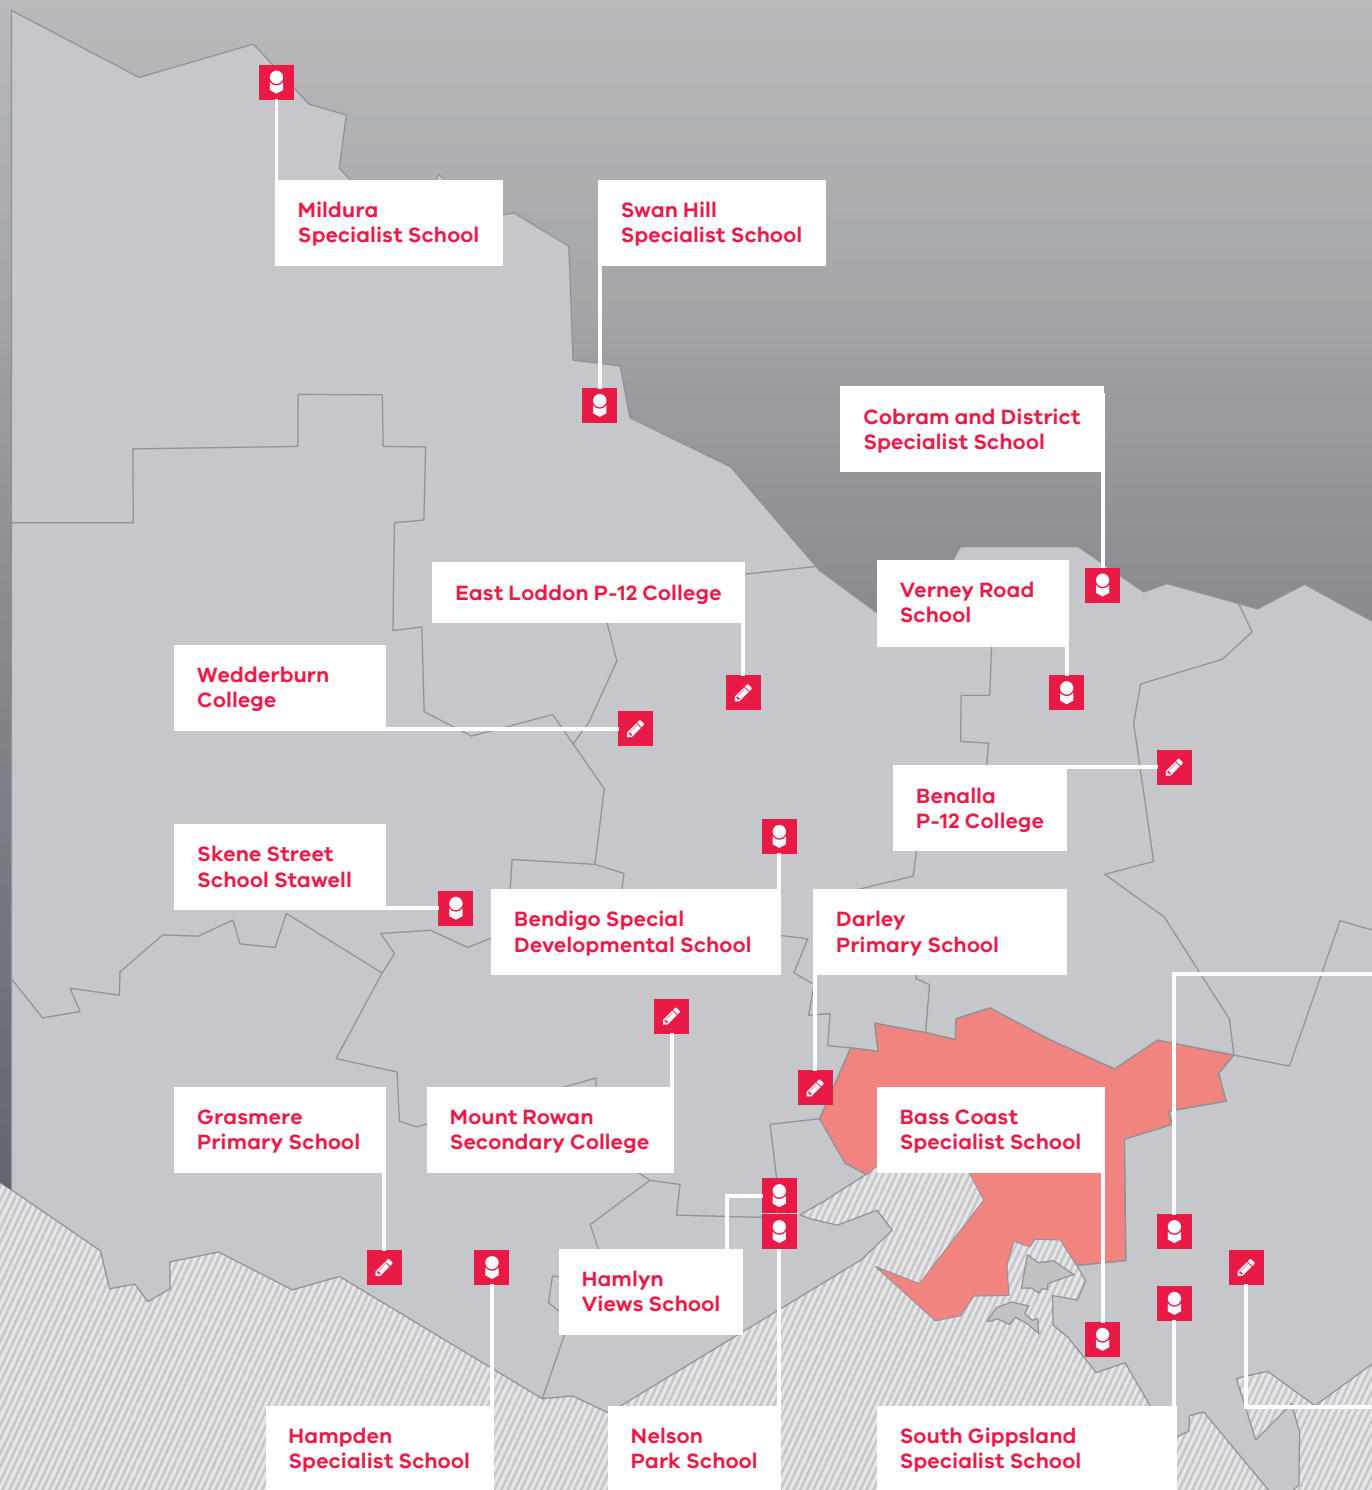 Mildura
Specialist School
Swan Hill
Specialist School
Cobram and District
Specialist School
East Loddon P-12 College
Verney Road
School
Wedderburn
College
Benalla
P-12 College
Skene Street
School Stawell
Bendigo Special
Developmental School
Darley
Primary School
Grasmere
Primary School
Mount Rowan
Secondary College
Bass Coast
Specialist School
Hamlyn
Views School
Hampden
Specialist School
Nelson
Park School
South Gippsland
Specialist School